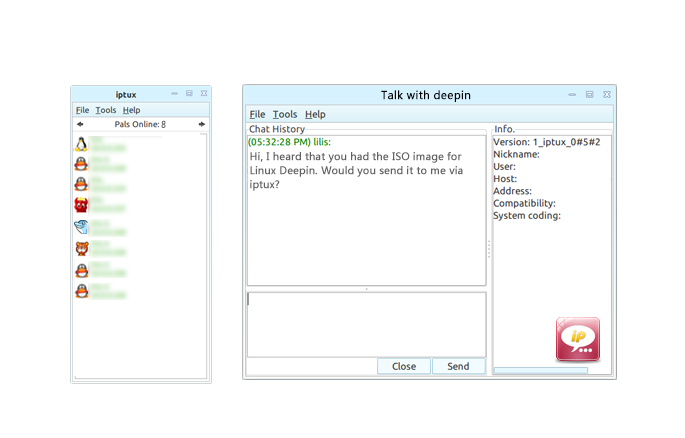 iptux
File Tools Help
Pals Online: 8
Talk with deepin
File Tools Help
Chat History
(05:32:28 PM) lilis:
Hi, I heard that you had the ISO image for
Linux Deepin. Would you send it to me via
iptux?
Close
Send
Info.
Version: 1_iptux_0#5#2
Nickname:
User:
Host:
Address:
Compatibility:
System coding:
iP